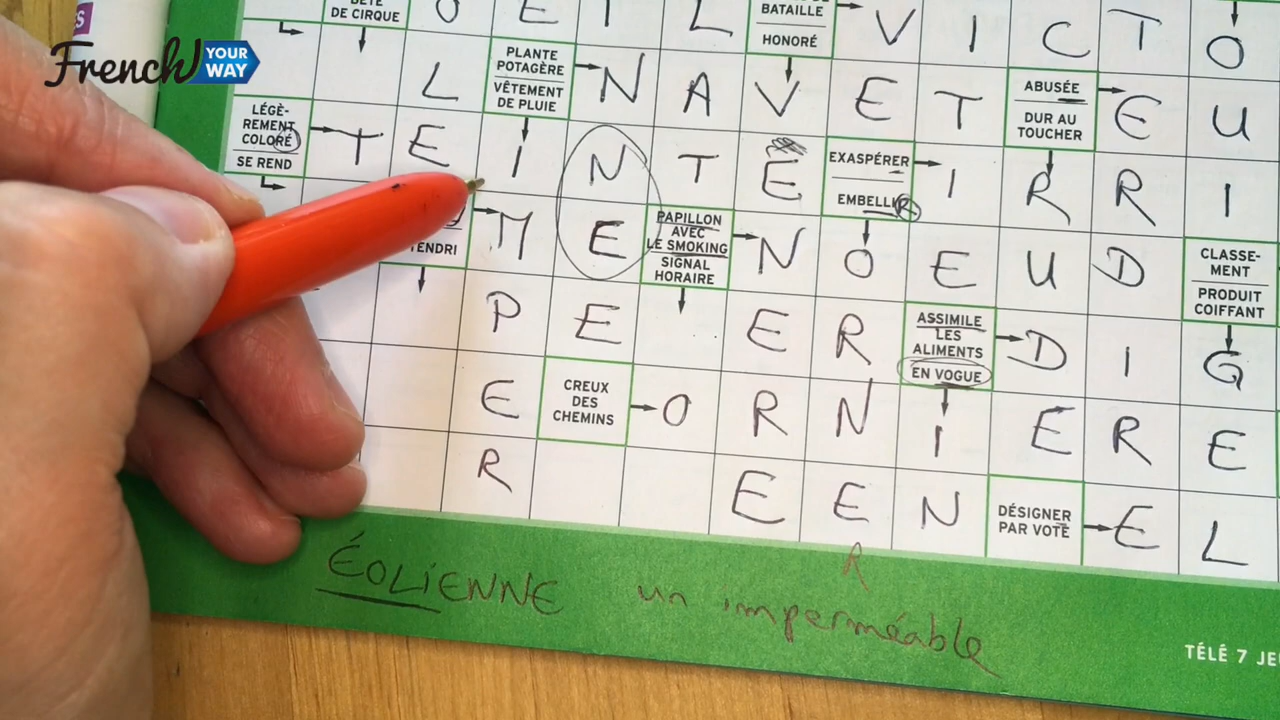 S
French YOUR WAY
BÊTE
DE CIRQUE
O E I L
BATAILLE
HONORÉ
V I C T O
L
PLANTE
POTAGÈRE
VÊTEMENT
DE PLUIE
N A V E T
ABUSÉE
DUR AU
TOUCHER
E U
LÉGÈ-
REMENT
COLORÉ
SE REND
T E I N T É
EXASPÉRER
EMBELLIR
I R R I
TENDRI
M E
PAPILLON
AVEC
LE SMOKING
SIGNAL
HORAIRE
N O E U D
CLASSE-
MENT
PRODUIT
COIFFANT
P E E R
ASSIMILE
LES
ALIMENTS
EN VOGUE
D I G
E
CREUX
DES
CHEMINS
O R N I E R E
R E E N
DÉSIGNER
PAR VOTE
E L
R
ÉOLIENNE un imperméable
TÉLÉ 7 JE